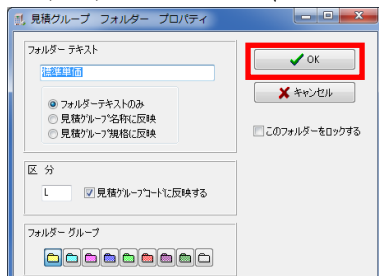 見積グループ フォルダー プロパティ
フォルダー テキスト
標準単価
フォルダーテキストのみ
見積グループ名称に反映
見積グループ規格に反映
OK
キャンセル
このフォルダーをロックする
区 分
L
見積グループコードに反映する
フォルダー グループ